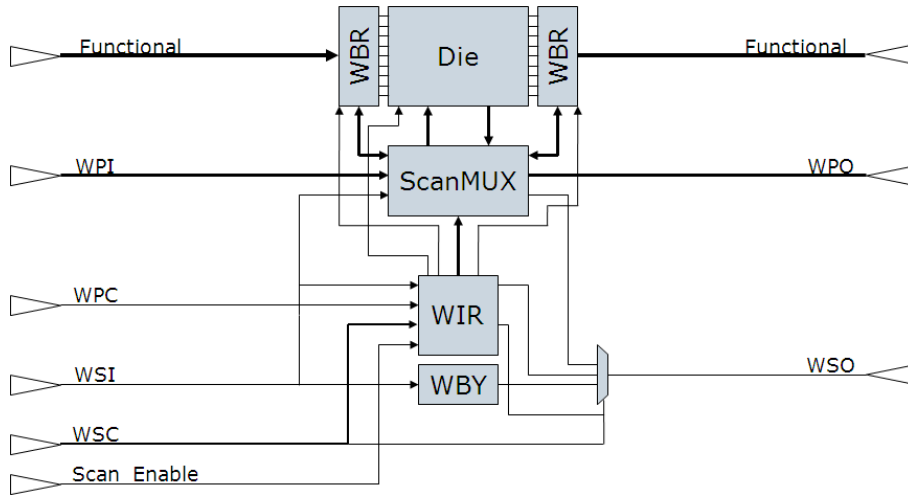 Functional
WBR
Die
WBR
Functional
WPI
ScanMUX
WPO
WPC
WIR
WSI
WBY
WSO
WSC
Scan Enable